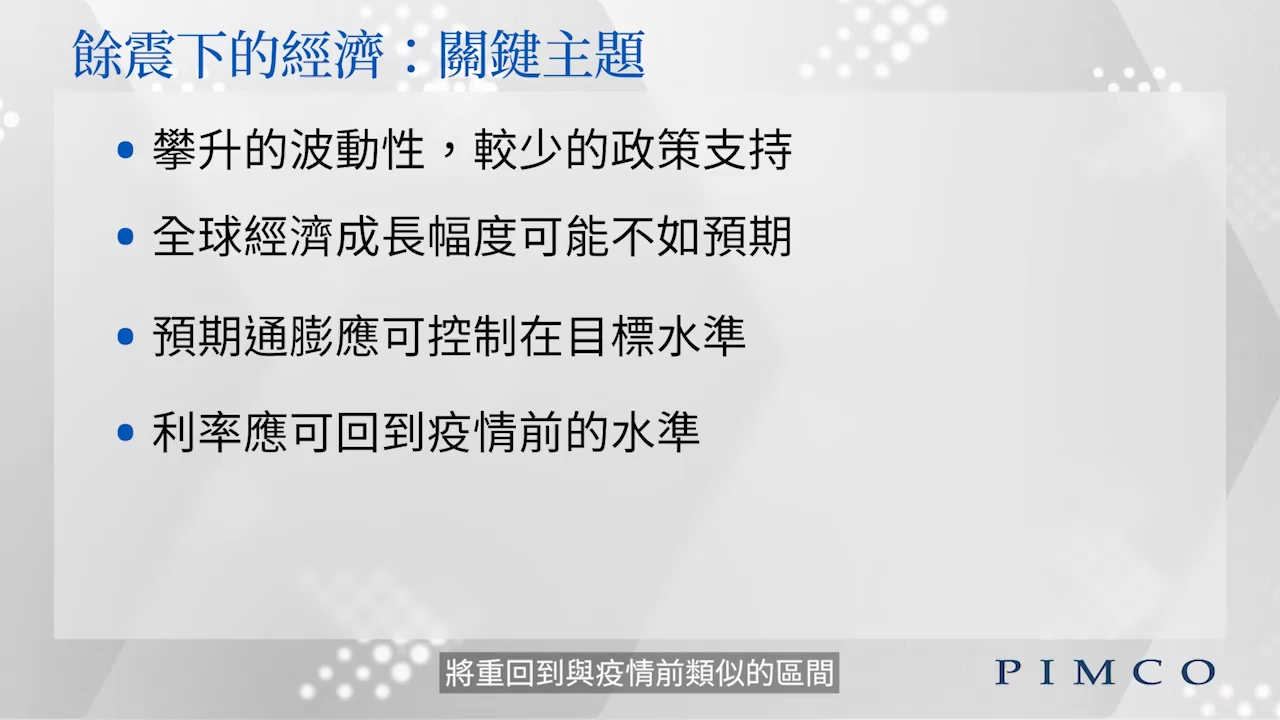 餘震下的經濟：關鍵主題
• 攀升的波動性，較少的政策支持
• 全球經濟成長幅度可能不如預期
• 預期通膨應可控制在目標水準
• 利率應可回到疫情前的水準
將重回到與疫情前類似的區間
PIMCO